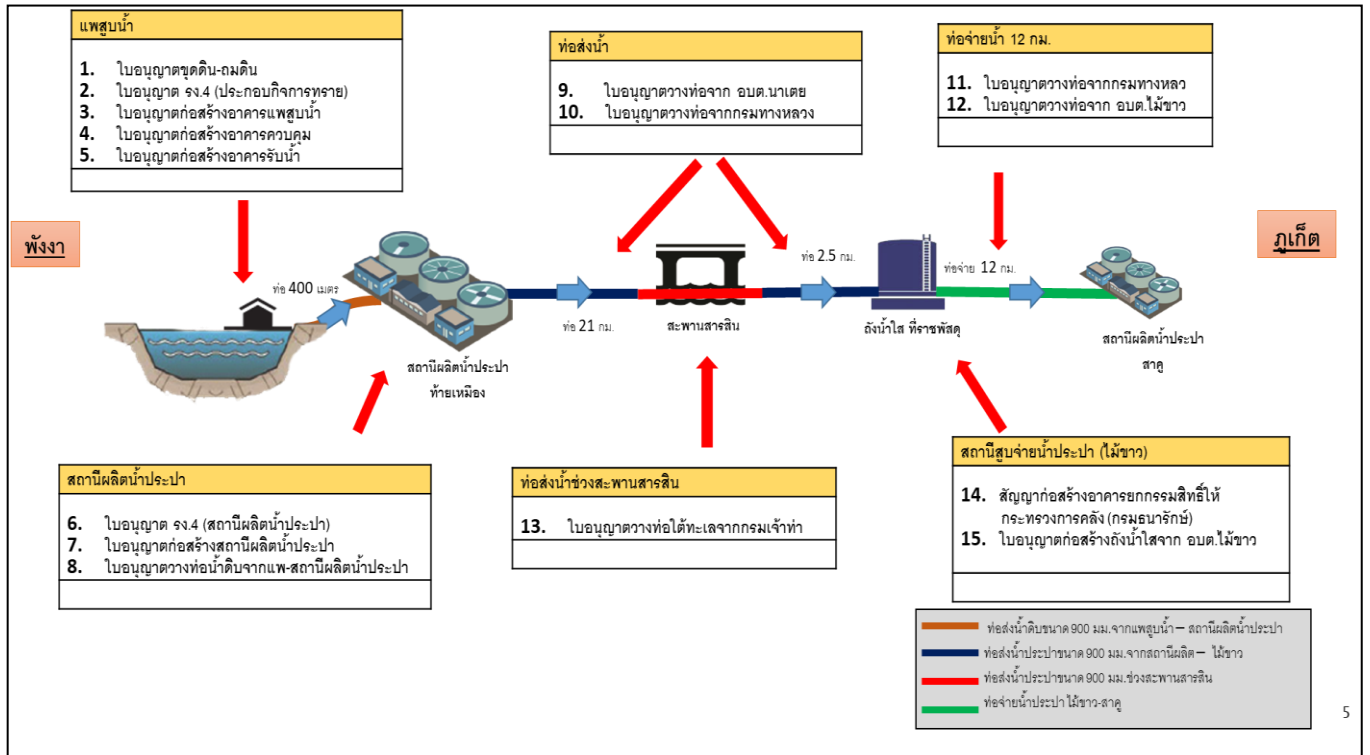 แพสูบน้ำ
1. ใบอนุญาตขุดดิน-ถมดิน
2. ใบอนุญาต รง.4 (ประกอบกิจการทราย)
3. ใบอนุญาตก่อสร้างอาคารแพสูบน้ำ
4. ใบอนุญาตก่อสร้างอาคารควบคุม
5. ใบอนุญาตก่อสร้างอาคารรับน้ำ
ท่อส่งน้ำ
9. ใบอนุญาตวางท่อจาก อบต.นาเตย
10. ใบอนุญาตวางท่อจากกรมทางหลวง
ท่อจ่ายน้ำ 12 กม.
11. ใบอนุญาตวางท่อจากกรมทางหลว
12. ใบอนุญาตวางท่อจาก อบต.ไม้ขาว
พังงา
ภูเก็ต
ท่อ 400 เมตร
ท่อ 21 กม.
ท่อ 2.5 กม.
ท่อจ่าย 12 กม.
สถานีผลิตน้ำประปา
ท้ายเหมือง
สะพานสารสิน
ถังน้ำใส ที่ราชพัสดุ
สถานีผลิตน้ำประปา
สาคู
สถานีผลิตน้ำประปา
6. ใบอนุญาต รง.4 (สถานีผลิตน้ำประปา)
7. ใบอนุญาตก่อสร้างสถานีผลิตน้ำประปา
8. ใบอนุญาตวางท่อน้ำดิบจากแพ-สถานีผลิตน้ำประปา
ท่อส่งน้ำช่วงสะพานสารสิน
13. ใบอนุญาตวางท่อใต้ทะเลจากกรมเจ้าท่า
สถานีสูบจ่ายน้ำประปา (ไม้ขาว)
14. สัญญาก่อสร้างอาคารยกกรรมสิทธิ์ให้
กระทรวงการคลัง (กรมธนารักษ์)
15. ใบอนุญาตก่อสร้างถังน้ำใสจาก อบต.ไม้ขาว
ท่อส่งน้ำดิบขนาด 900 มม.จากแพสูบน้ำ – สถานีผลิตน้ำประปา
ท่อส่งน้ำประปาขนาด 900 มม.จากสถานีผลิต – ไม้ขาว
ท่อส่งน้ำประปาขนาด 900 มม.ช่วงสะพานสารสิน
ท่อจ่ายน้ำประปา ไม้ขาว-สาคู
5